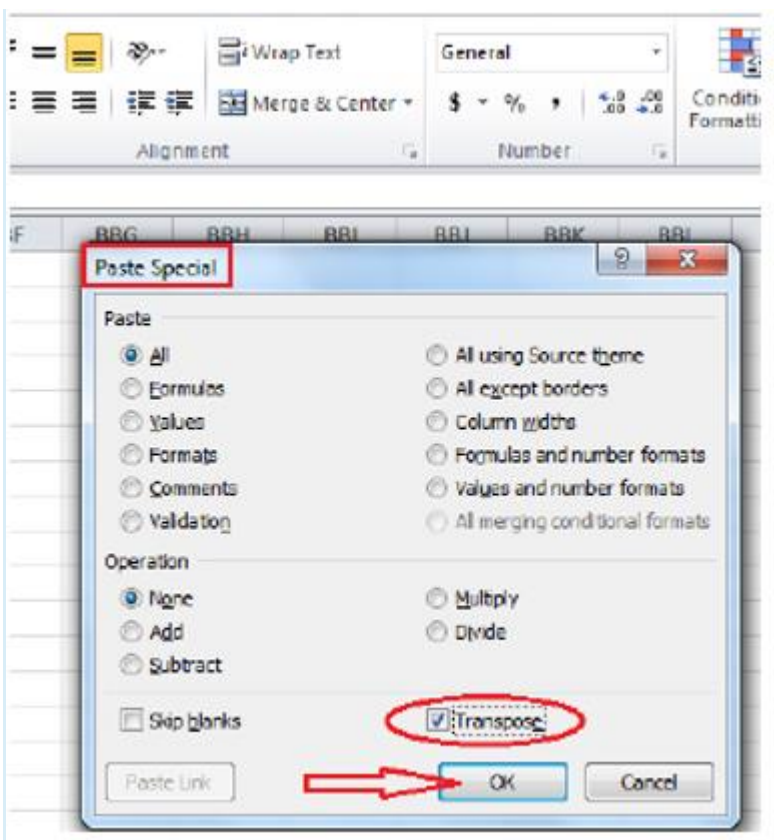 Wrap Text General
Merge & Center $ % , .00 Conditi
Formatti
Alignment Number
F BBG BBH BBI BBJ BBK BBL
Paste Special
Paste
All All using Source theme
Formulas All except borders
Values Column widths
Formats Formulas and number formats
Comments Values and number formats
Validation All merging conditional formats
Operation
None Multiply
Add Divide
Subtract
Skip blanks Transpose
Paste Link OK Cancel